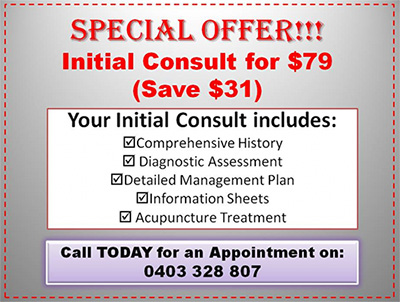 SPECIAL OFFER!!!
Initial Consult for $79
(Save $31)
Your Initial Consult includes:
☑Comprehensive History
☑ Diagnostic Assessment
☑Detailed Management Plan
☑Information Sheets
☑ Acupuncture Treatment
Call TODAY for an Appointment on:
0403 328 807